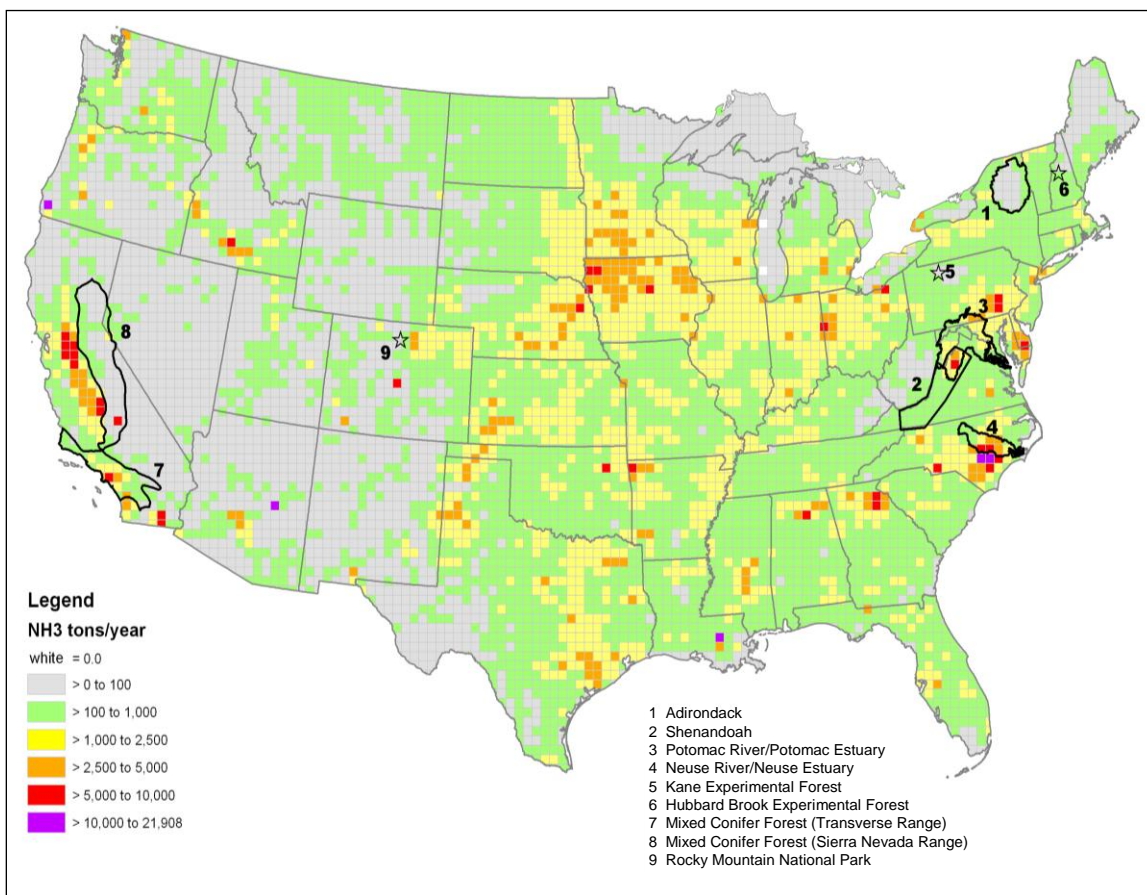 1
2
3
4
5
6
7
8
9
Legend
NH3 tons/year
white = 0.0
> 0 to 100
> 100 to 1,000
> 1,000 to 2,500
> 2,500 to 5,000
> 5,000 to 10,000
> 10,000 to 21,908
1 Adirondack
2 Shenandoah
3 Potomac River/Potomac Estuary
4 Neuse River/Neuse Estuary
5 Kane Experimental Forest
6 Hubbard Brook Experimental Forest
7 Mixed Conifer Forest (Transverse Range)
8 Mixed Conifer Forest (Sierra Nevada Range)
9 Rocky Mountain National Park